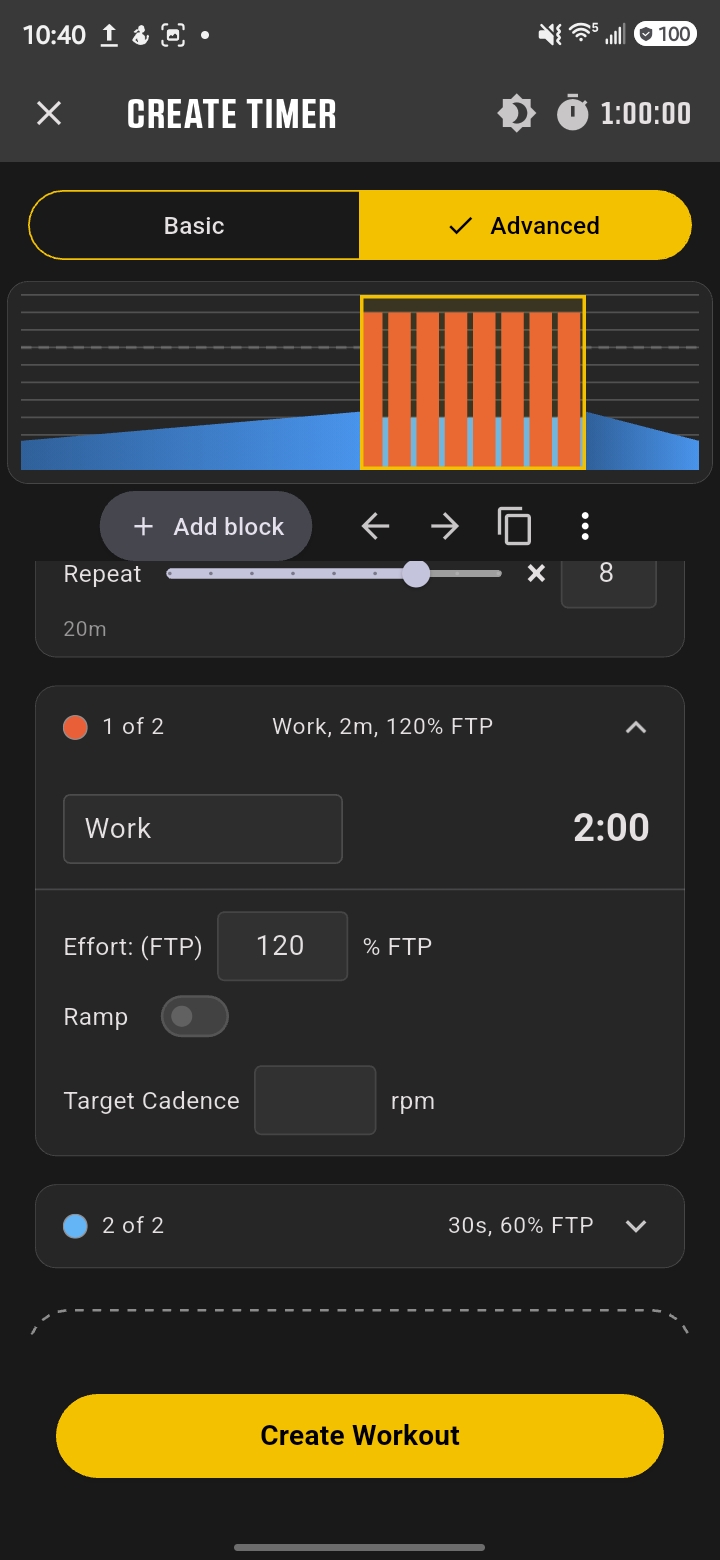 10:40 5 100
CREATE TIMER 1:00:00
Basic Advanced
Add block
Repeat 8
20m
1 of 2 Work, 2m, 120% FTP
Work 2:00
Effort: (FTP) 120 % FTP
Ramp
Target Cadence rpm
2 of 2 30s, 60% FTP
Create Workout